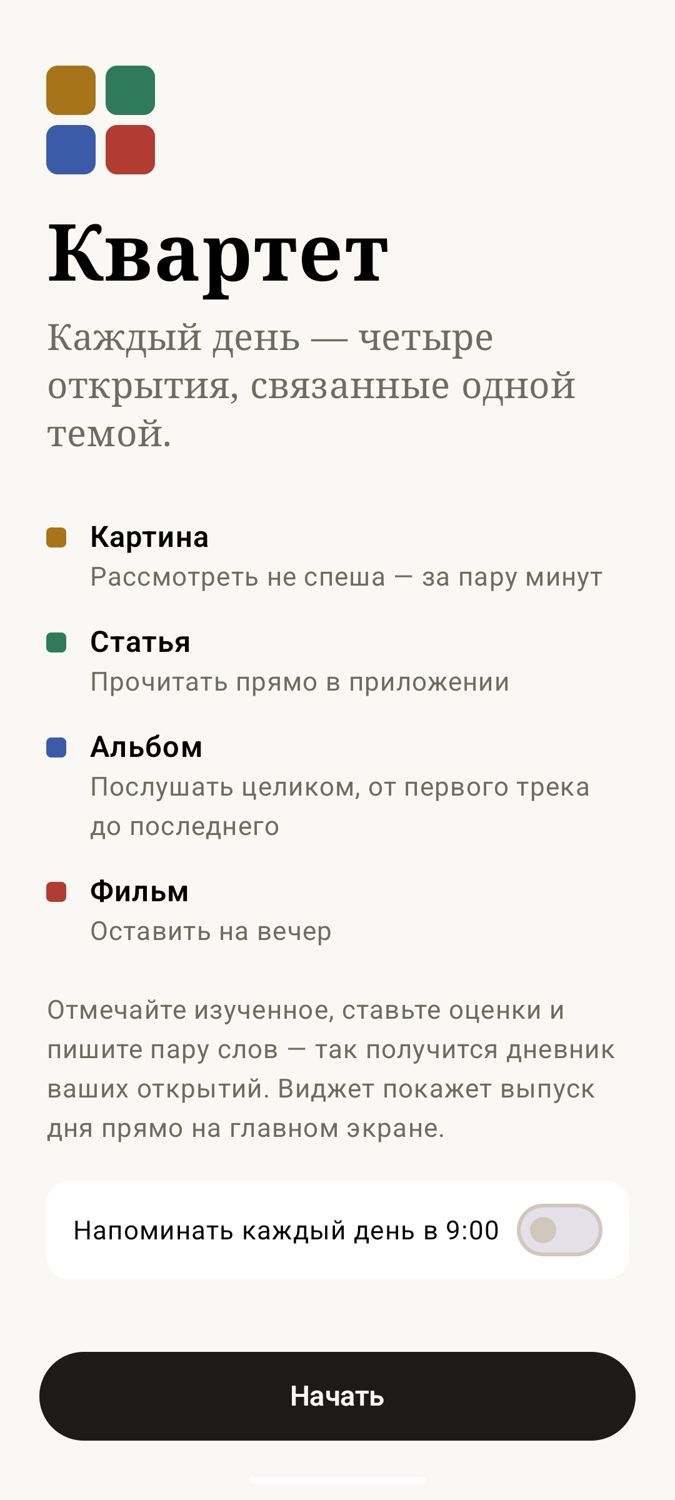 Квартет
Каждый день — четыре
открытия, связанные одной
темой.
Картина
Рассмотреть не спеша — за пару минут
Статья
Прочитать прямо в приложении
Альбом
Послушать целиком, от первого трека
до последнего
Фильм
Оставить на вечер
Отмечайте изученное, ставьте оценки и
пишите пару слов — так получится дневник
ваших открытий. Виджет покажет выпуск
дня прямо на главном экране.
Напоминать каждый день в 9:00
Начать